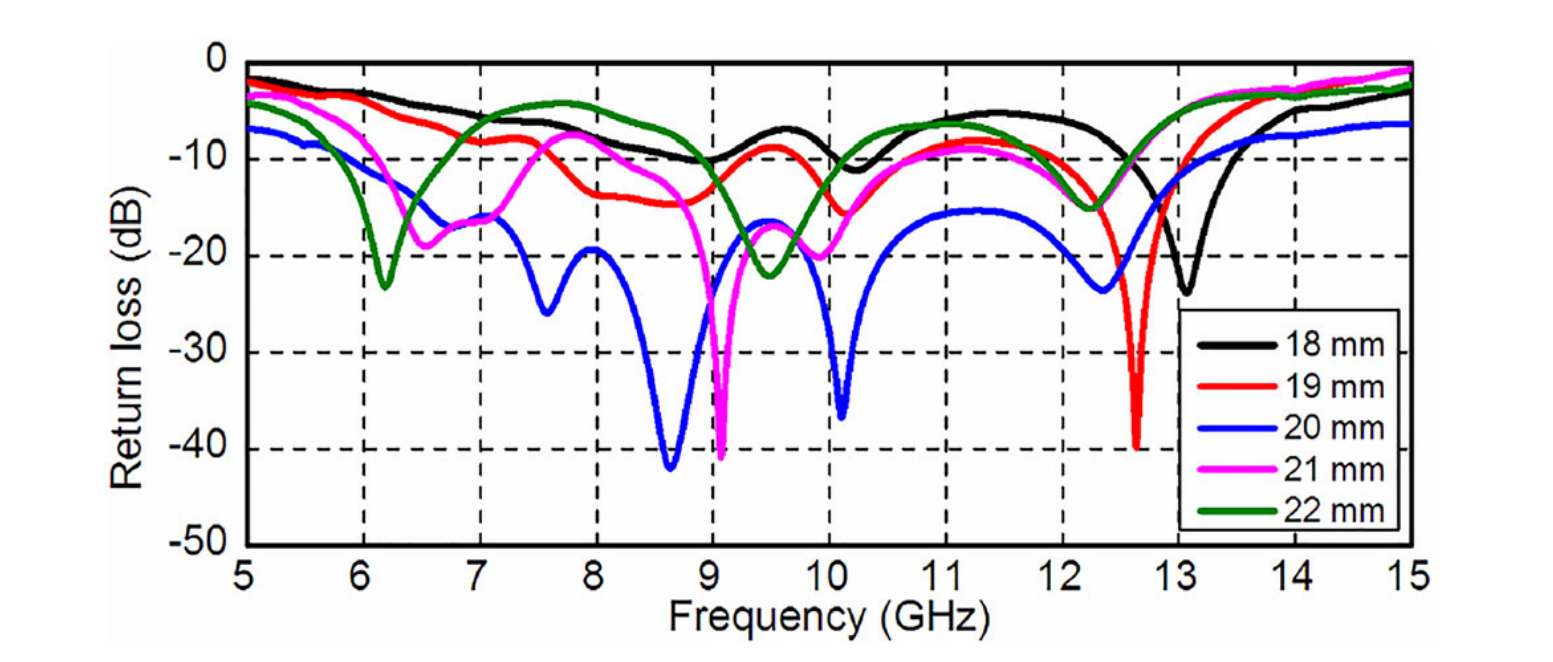 Return loss (dB)
0
-10
-20
-30
-40
-50
5 6 7 8 9 10 11 12 13 14 15
Frequency (GHz)
18 mm
19 mm
20 mm
21 mm
22 mm